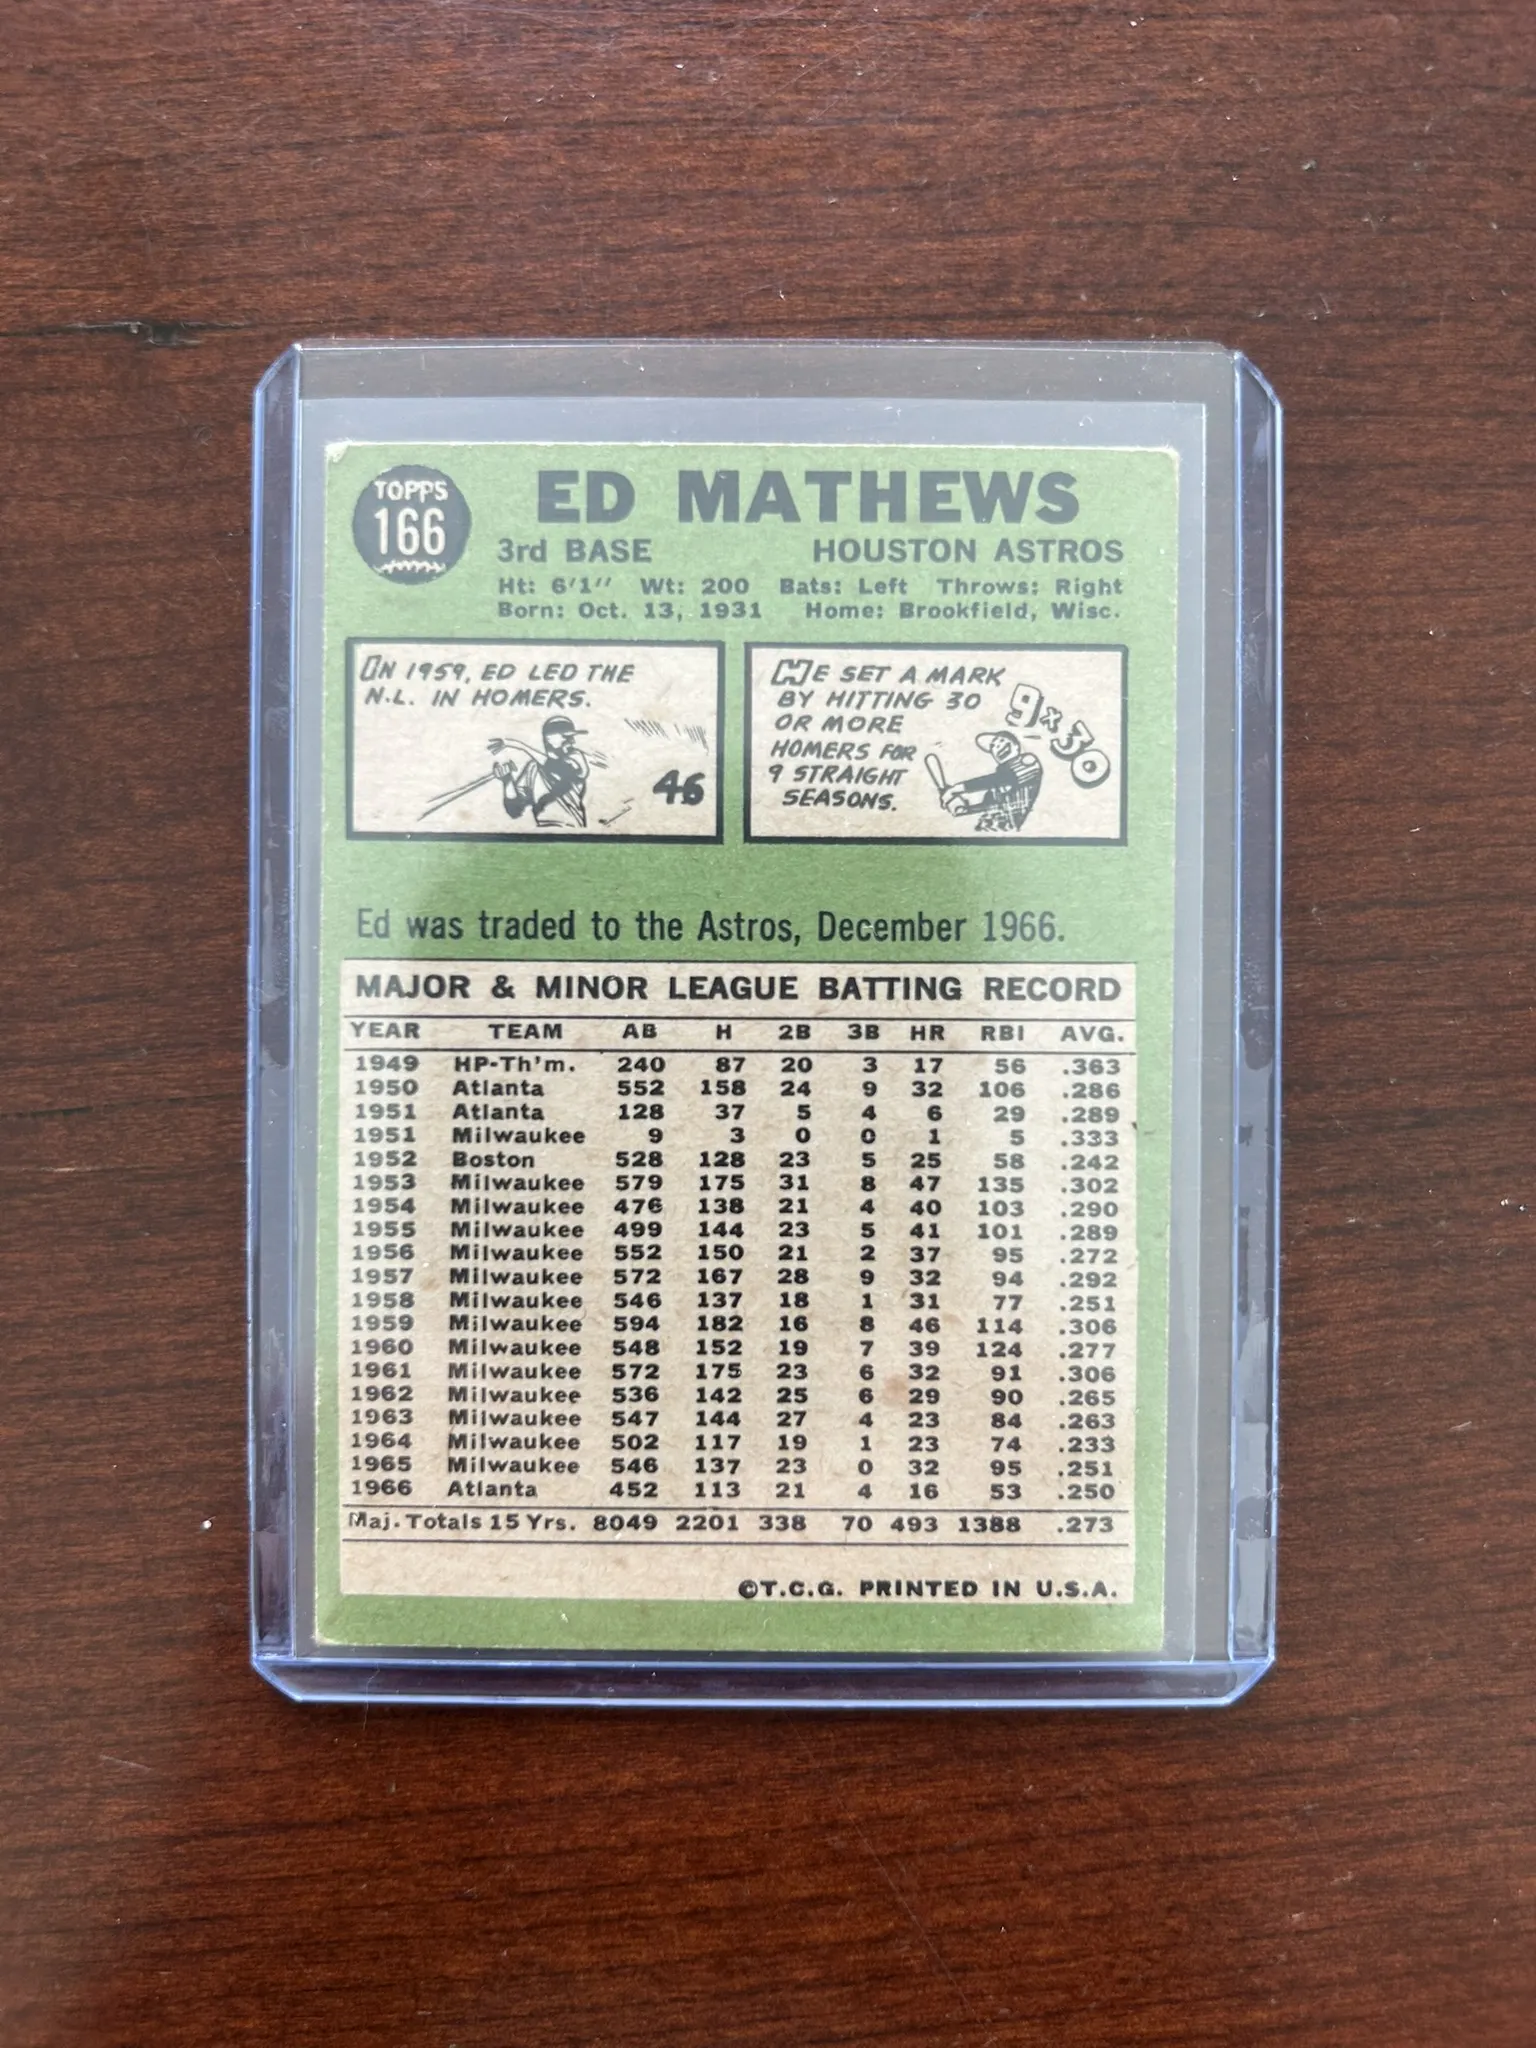 TOPPS
166
ED MATHEWS
3rd BASE HOUSTON ASTROS
Ht: 6'1" Wt: 200 Bats: Left Throws: Right
Born: Oct. 13, 1931 Home: Brookfield, Wisc.
ON 1959, ED LED THE
N.L. IN HOMERS.
46
HE SET A MARK
BY HITTING 30
OR MORE
HOMERS FOR
9 STRAIGHT
SEASONS.
9x30
Ed was traded to the Astros, December 1966.
MAJOR & MINOR LEAGUE BATTING RECORD
YEAR TEAM AB H 2B 3B HR RBI AVG.
1949 HP-Th'm. 240 87 20 3 17 56 .363
1950 Atlanta 552 158 24 9 32 106 .286
1951 Atlanta 128 37 5 4 6 29 .289
1951 Milwaukee 9 3 0 0 1 5 .333
1952 Boston 528 128 23 5 25 58 .242
1953 Milwaukee 579 175 31 8 47 135 .302
1954 Milwaukee 476 138 21 4 40 103 .290
1955 Milwaukee 499 144 23 5 41 101 .289
1956 Milwaukee 552 150 21 2 37 95 .272
1957 Milwaukee 572 167 28 9 32 94 .292
1958 Milwaukee 546 137 18 1 31 77 .251
1959 Milwaukee 594 182 16 8 46 114 .306
1960 Milwaukee 548 152 19 7 39 124 .277
1961 Milwaukee 572 175 23 6 32 91 .306
1962 Milwaukee 536 142 25 6 29 90 .265
1963 Milwaukee 547 144 27 4 23 84 .263
1964 Milwaukee 502 117 19 1 23 74 .233
1965 Milwaukee 546 137 23 0 32 95 .251
1966 Atlanta 452 113 21 4 16 53 .250
Maj. Totals 15 Yrs. 8049 2201 338 70 493 1388 .273
©T.C.G. PRINTED IN U.S.A.